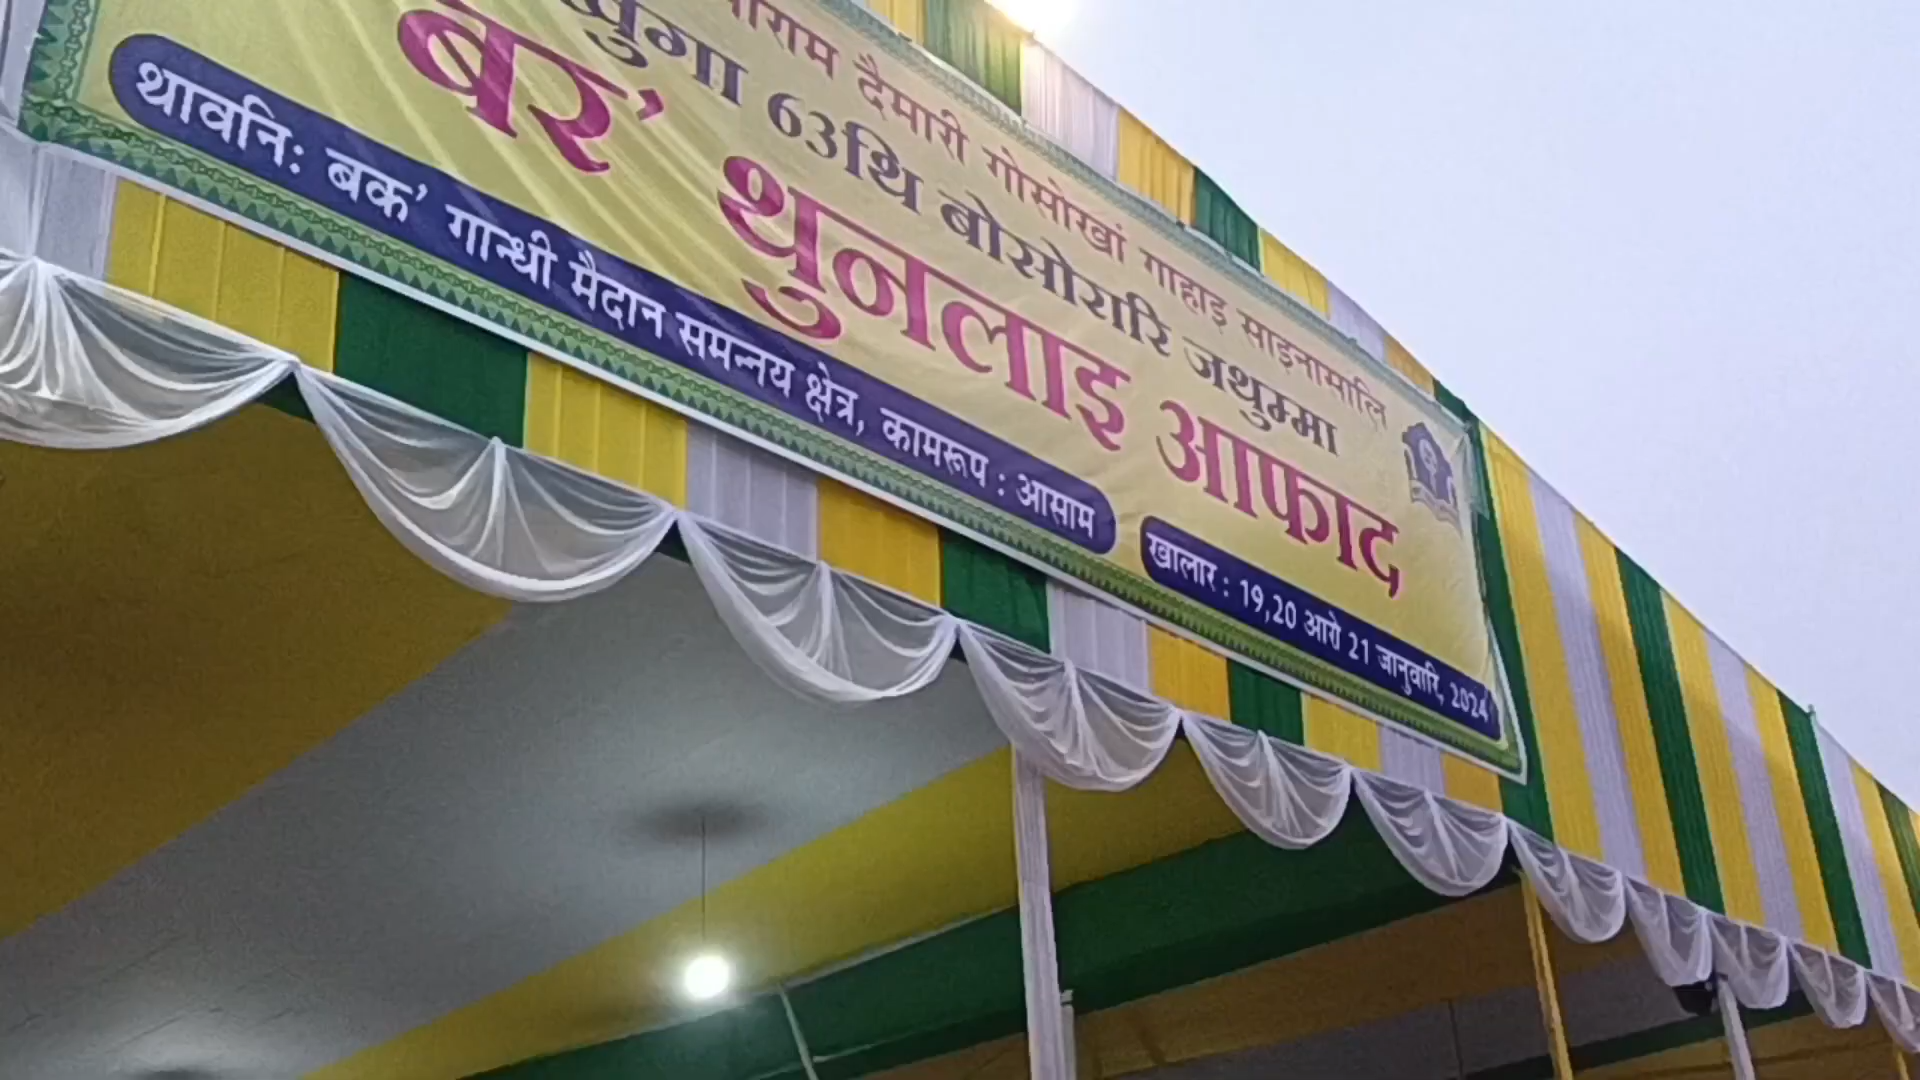 दैमारी गोसोखां गाहाइ साइनासालि
63थि बोसोरारि जथुम्मा
बर' थुनलाइ आफाद
थावनि: बक' गान्धी मैदान समन्नय क्षेत्र, कामरूप : आसाम
खालार : 19,20 आरो 21 जानुवारि, 2024